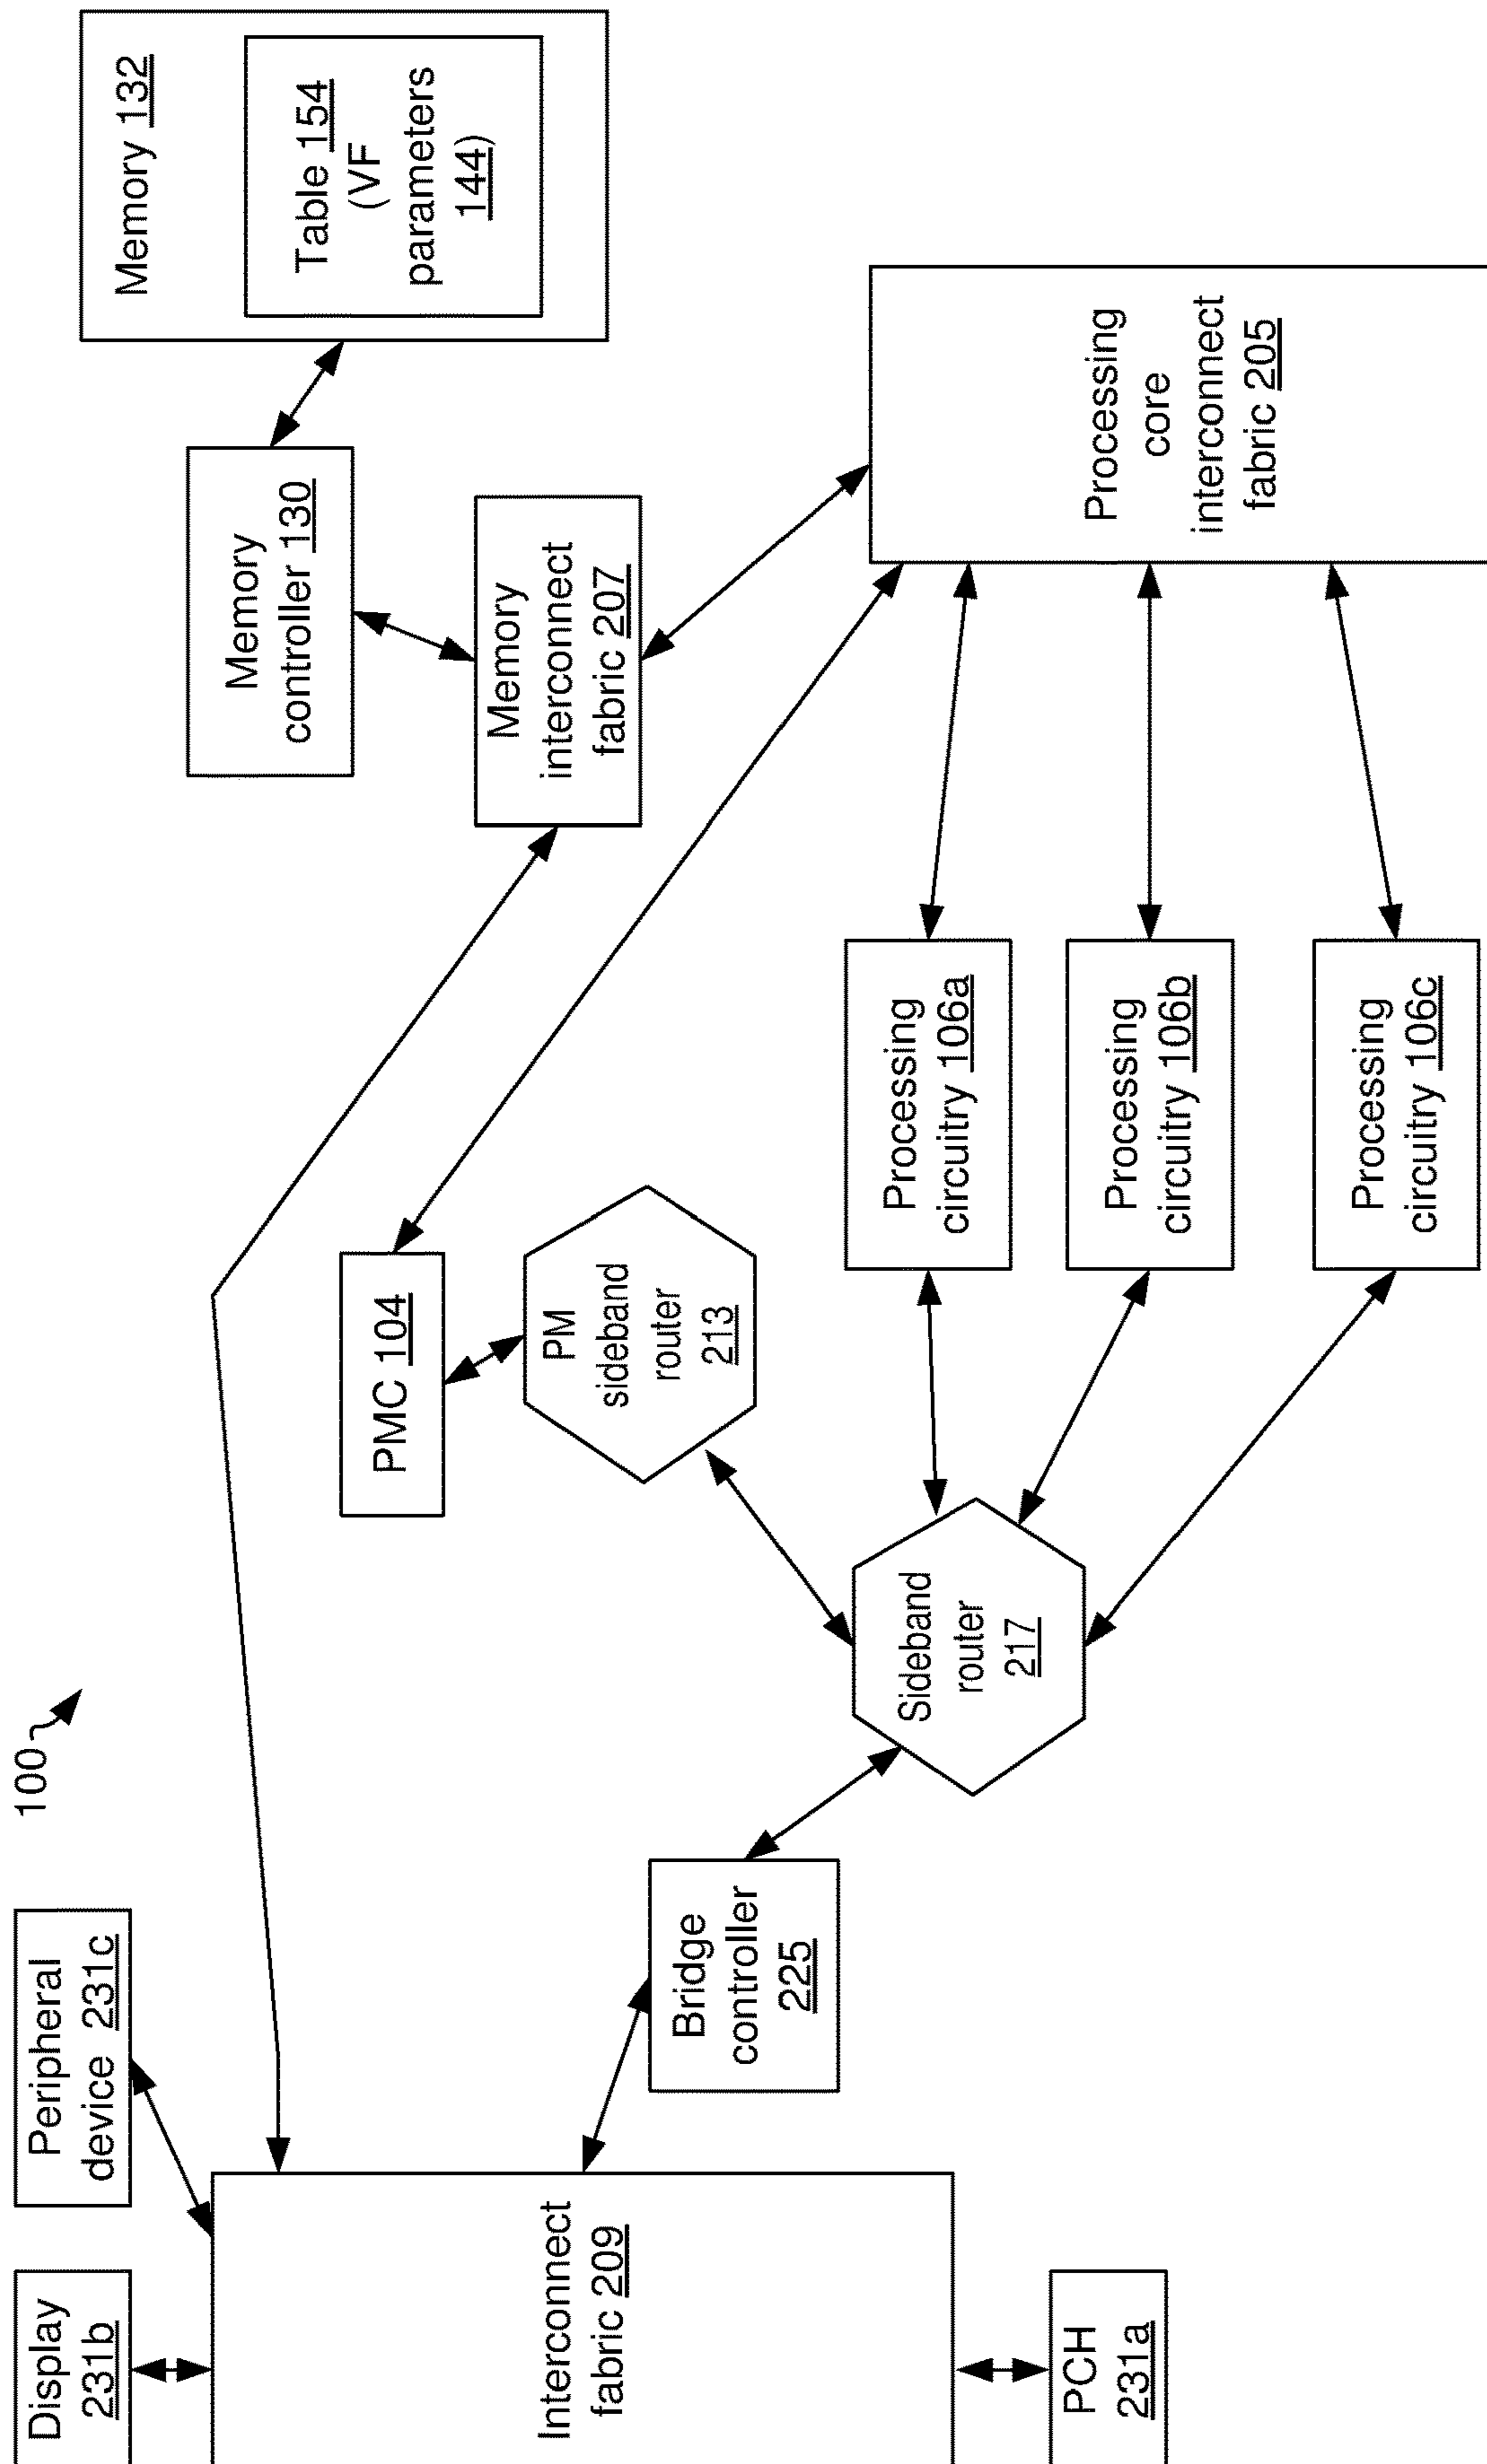 100
Display
231b
Peripheral
device 231c
Interconnect
fabric 209
PCH
231a
Bridge
controller
225
Sideband
router
217
PMC 104
PM
sideband
router
213
Processing
circuitry 106a
Processing
circuitry 106b
Processing
circuitry 106c
Memory
controller 130
Memory
interconnect
fabric 207
Memory 132
Table 154
(VF
parameters
144)
Processing
core
interconnect
fabric 205